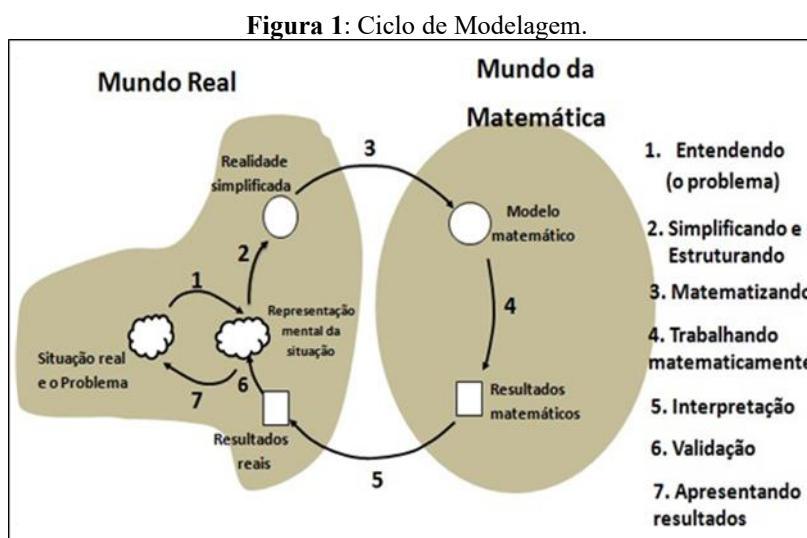 Figura 1: Ciclo de Modelagem.
Mundo Real
Mundo da
Matemática
Realidade
simplificada
3
Modelo
matemático
2
1
Representação
mental da
situação
4
Situação real
e o Problema
7
6
Resultados
reais
Resultados
matemáticos
5
1. Entendendo
(o problema)
2. Simplificando e
Estruturando
3. Matematizando
4. Trabalhando
matematicamente
5. Interpretação
6. Validação
7. Apresentando
resultados